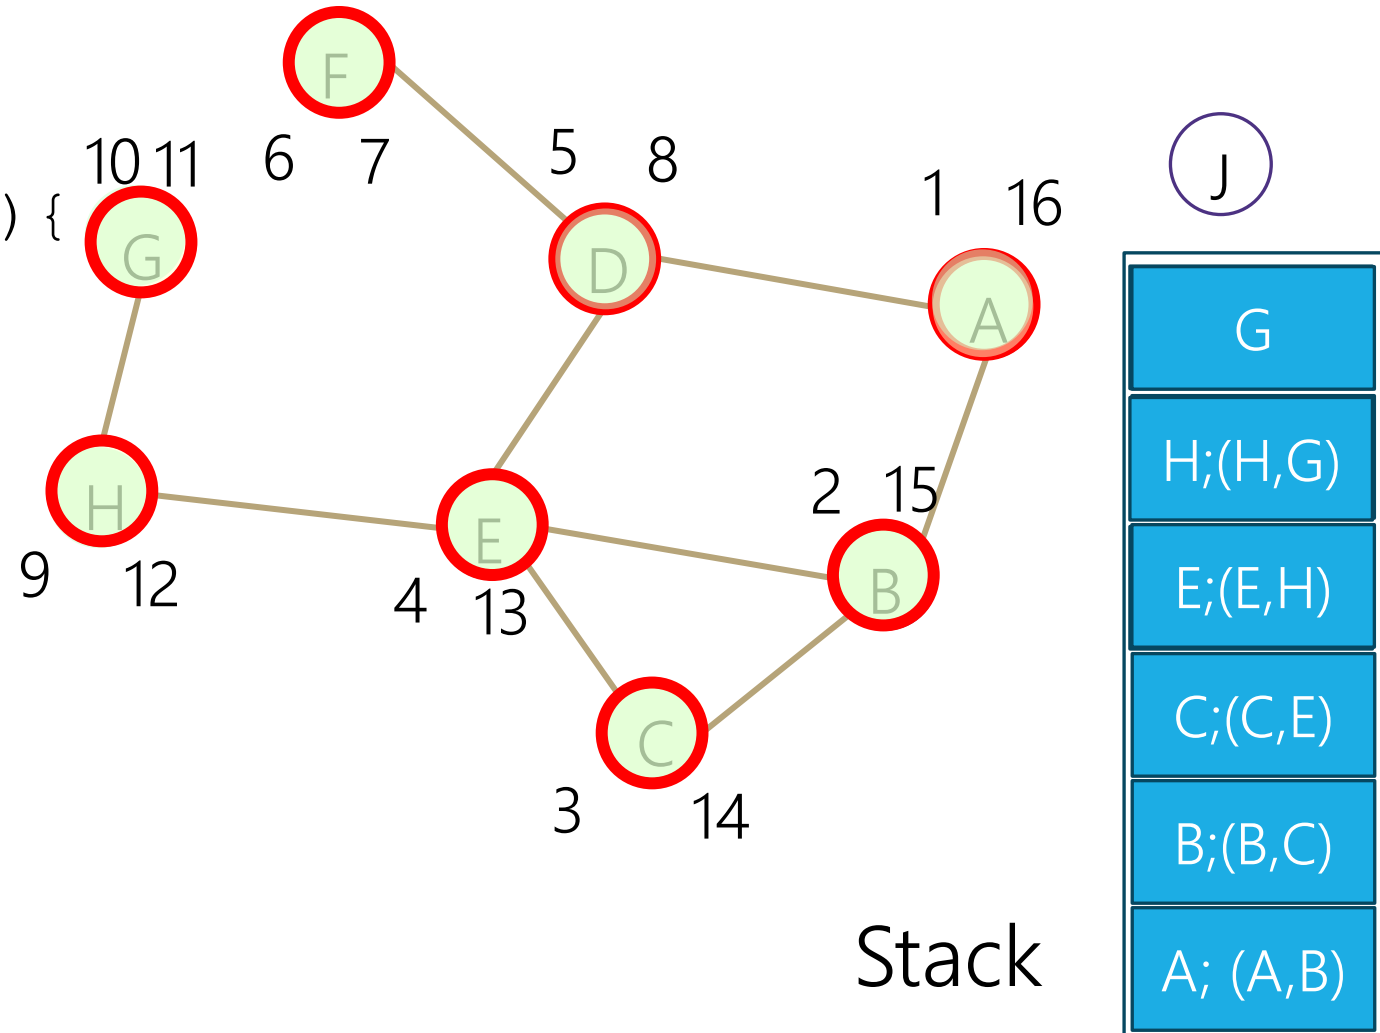 F
6 7
5 8
10 11
) {
G
D
1 16
A
J
G
H;(H,G)
H
9 12
E
4 13
2 15
B
E;(E,H)
C
3 14
C;(C,E)
B;(B,C)
Stack
A; (A,B)